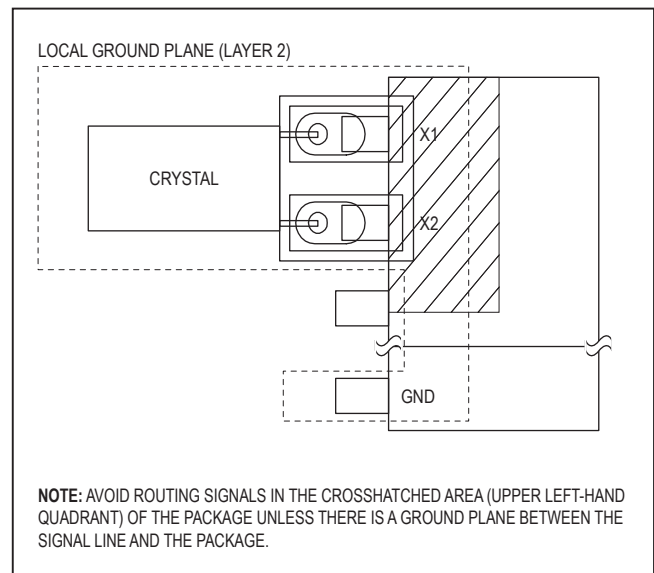 LOCAL GROUND PLANE (LAYER 2)
X1
CRYSTAL
X2
GND
NOTE: AVOID ROUTING SIGNALS IN THE CROSSHATCHED AREA (UPPER LEFT-HAND
QUADRANT) OF THE PACKAGE UNLESS THERE IS A GROUND PLANE BETWEEN THE
SIGNAL LINE AND THE PACKAGE.